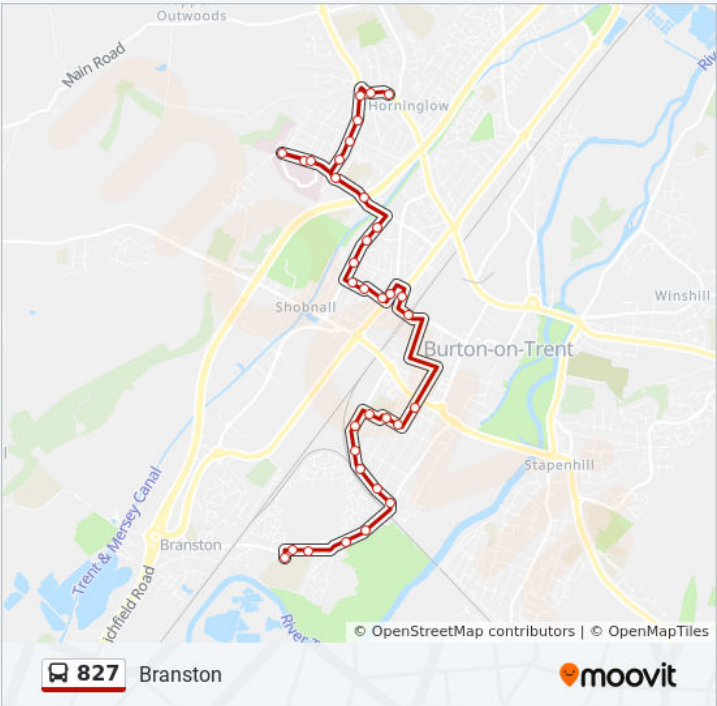 Outwoods
Main Road
Horninglow
Winshill
Shobnall
Burton-on-Trent
Stapenhill
Trent & Mersey Canal
Branston
ichfield Road
River T
© OpenStreetMap contributors | © OpenMapTiles
827 Branston
moovit